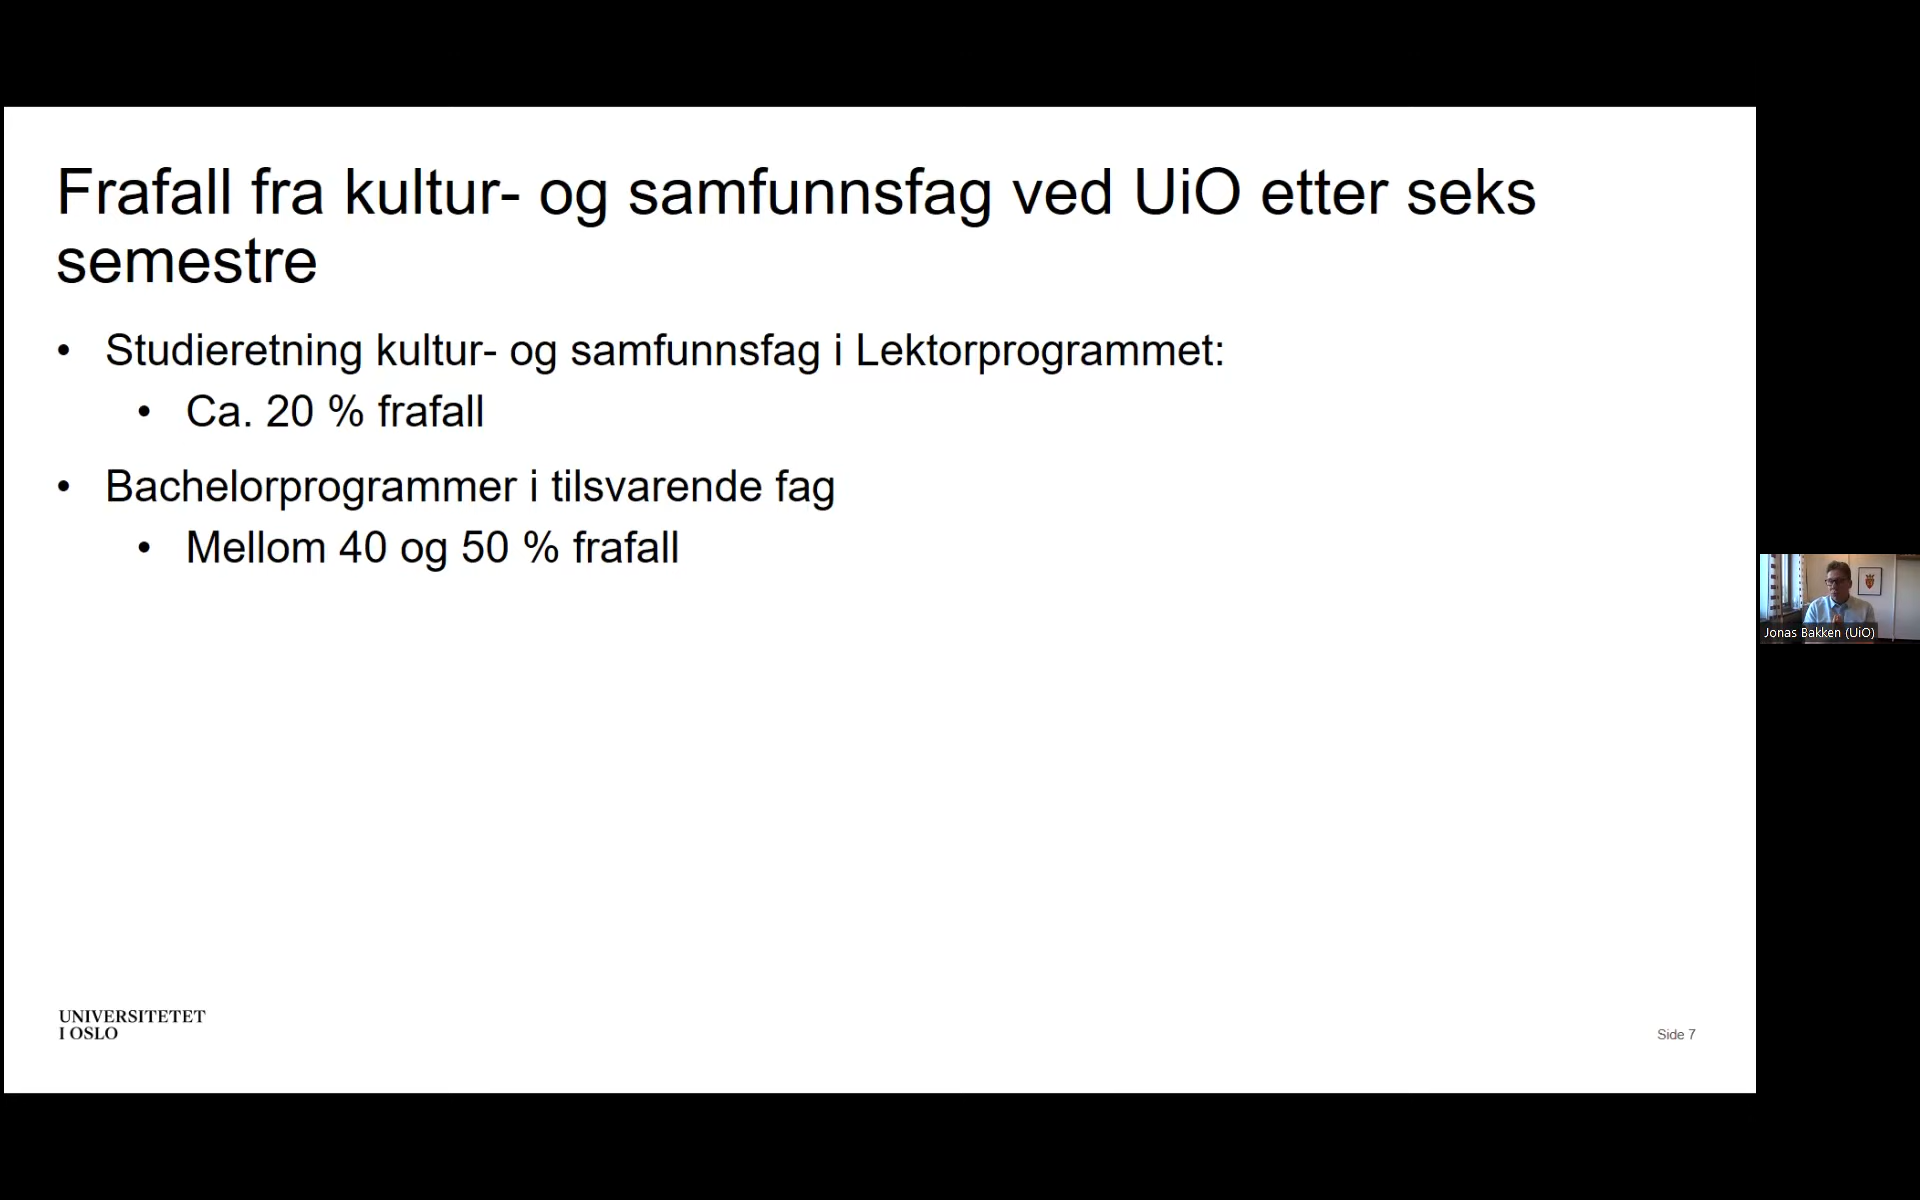 Frafall fra kultur- og samfunnsfag ved UiO etter seks
semestre
• Studieretning kultur- og samfunnsfag i Lektorprogrammet:
• Ca. 20 % frafall
• Bachelorprogrammer i tilsvarende fag
• Mellom 40 og 50 % frafall
Jonas Bakken (UiO)
UNIVERSITETET
I OSLO
Side 7